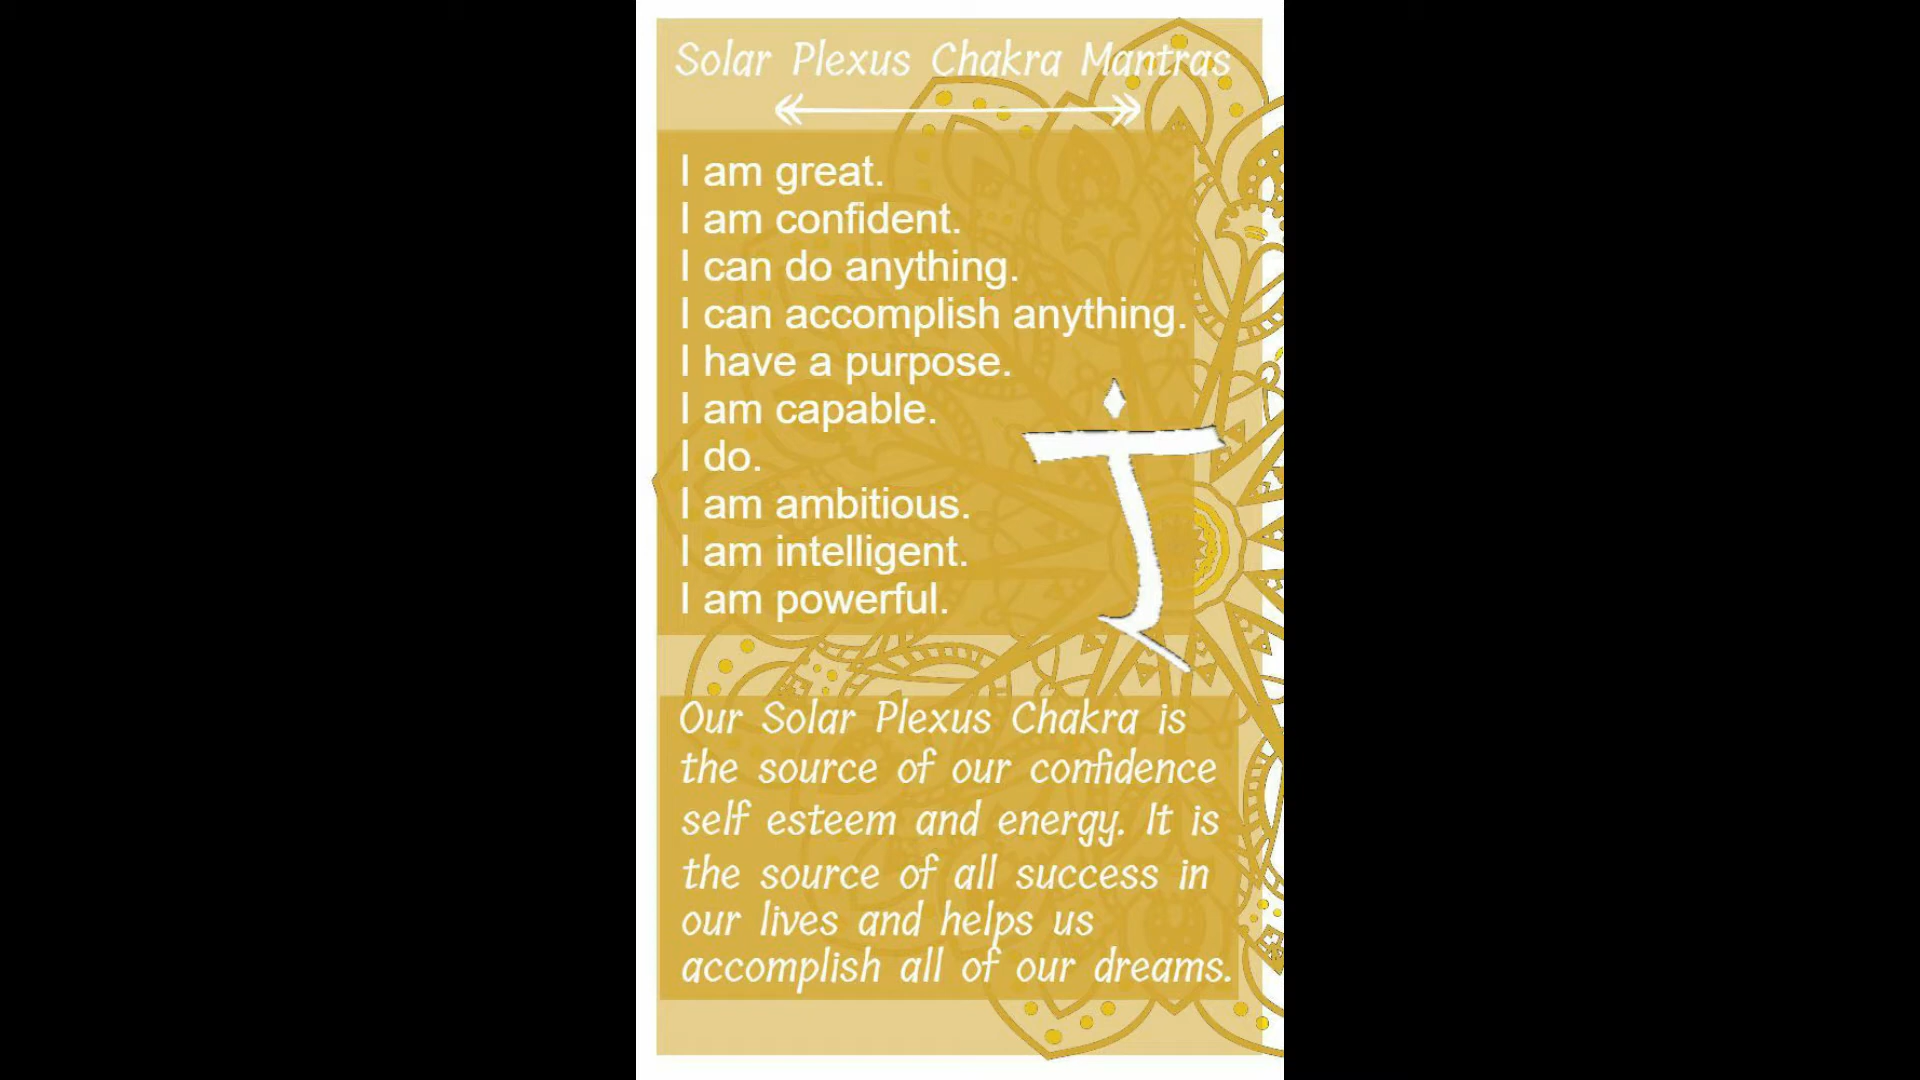 Solar Plexus Chakra Mantras
I am great.
I am confident.
I can do anything.
I can accomplish anything.
I have a purpose.
I am capable.
I do.
I am ambitious.
I am intelligent.
I am powerful.
Our Solar Plexus Chakra is
the source of our confidence
self esteem and energy. It is
the source of all success in
our lives and helps us
accomplish all of our dreams.